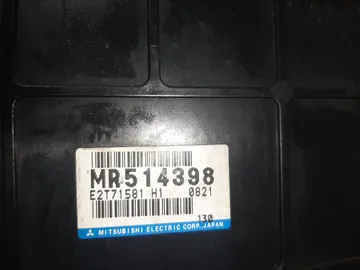 MR514398
E2T71581 H1 0821
130
MITSUBISHI ELECTRIC CORP. JAPAN